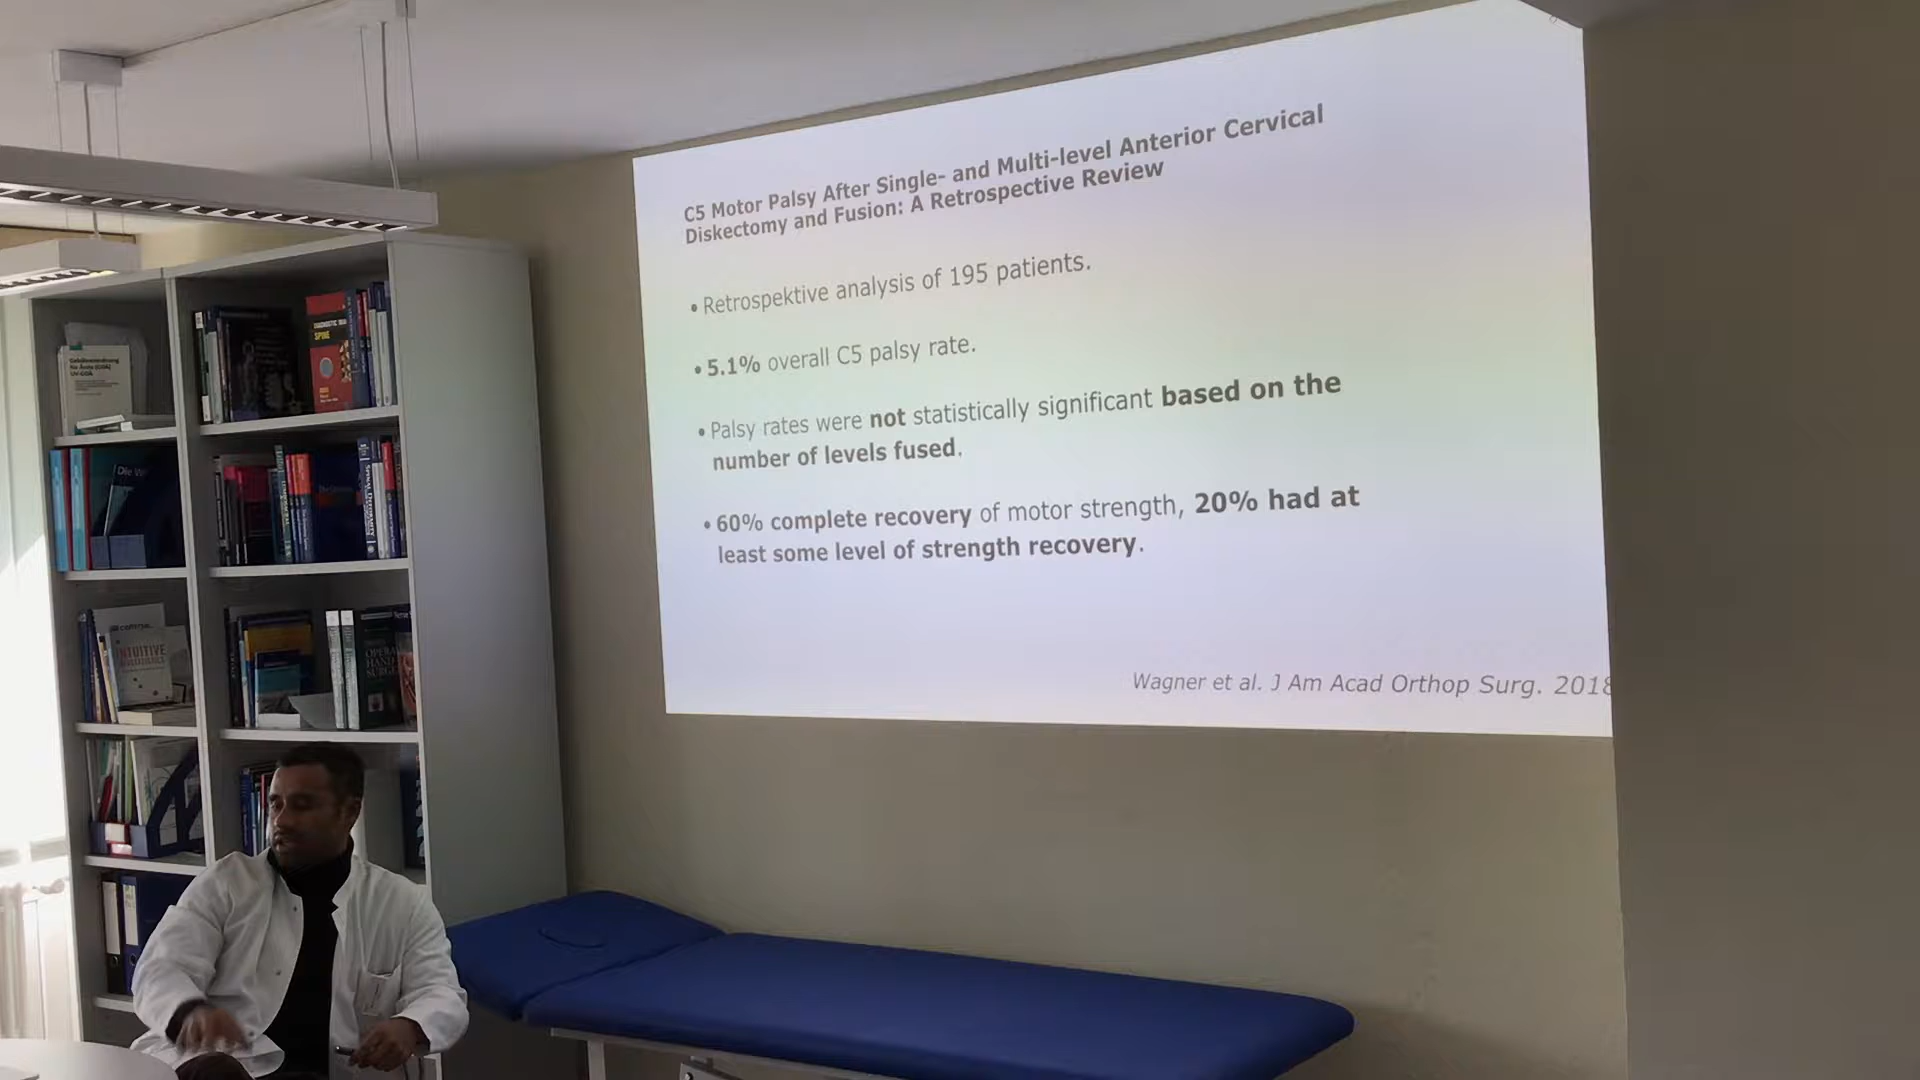 C5 Motor Palsy After Single- and Multi-level Anterior Cervical
Diskectomy and Fusion: A Retrospective Review
• Retrospektive analysis of 195 patients.
• 5.1% overall C5 palsy rate.
• Palsy rates were not statistically significant based on the
number of levels fused.
• 60% complete recovery of motor strength, 20% had at
least some level of strength recovery.
Wagner et al. J Am Acad Orthop Surg. 2018
SPINE
Die
INTUITIVE
HAND